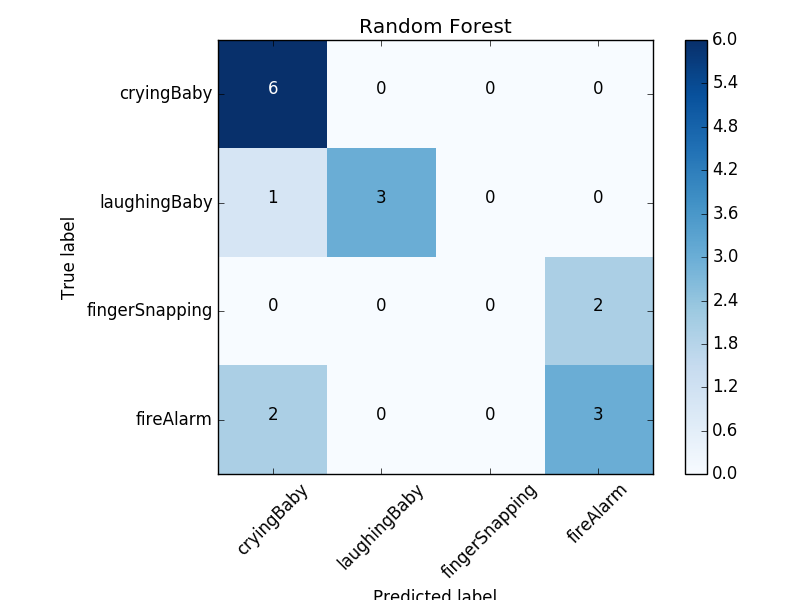 Random Forest
cryingBaby 6 0 0 0
laughingBaby 1 3 0 0
fingerSnapping 0 0 0 2
fireAlarm 2 0 0 3
True label
cryingBaby laughingBaby fingerSnapping fireAlarm
Predicted label
6.0
5.4
4.8
4.2
3.6
3.0
2.4
1.8
1.2
0.6
0.0